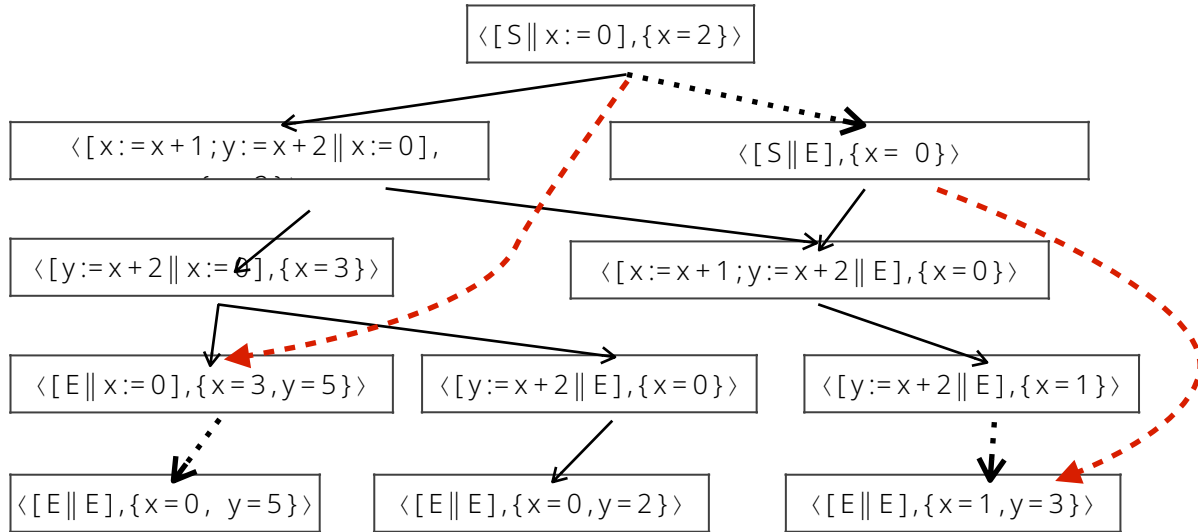 ⟨[S‖x:=0],{x=2}⟩
⟨[x:=x+1;y:=x+2‖x:=0],
⟨[S‖E],{x= 0}⟩
⟨[y:=x+2‖x:=0],{x=3}⟩
⟨[x:=x+1;y:=x+2‖E],{x=0}⟩
⟨[E‖x:=0],{x=3,y=5}⟩
⟨[y:=x+2‖E],{x=0}⟩
⟨[y:=x+2‖E],{x=1}⟩
⟨[E‖E],{x=0, y=5}⟩
⟨[E‖E],{x=0,y=2}⟩
⟨[E‖E],{x=1,y=3}⟩